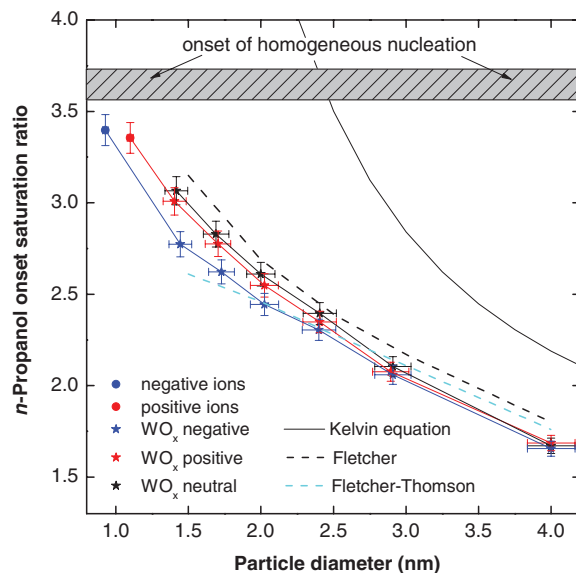 4.0
onset of homogeneous nucleation
3.5
3.0
2.5
2.0
1.5
n-Propanol onset saturation ratio
negative ions
positive ions
WOx negative
WOx positive
WOx neutral
Kelvin equation
Fletcher
Fletcher-Thomson
1.0 1.5 2.0 2.5 3.0 3.5 4.0
Particle diameter (nm)